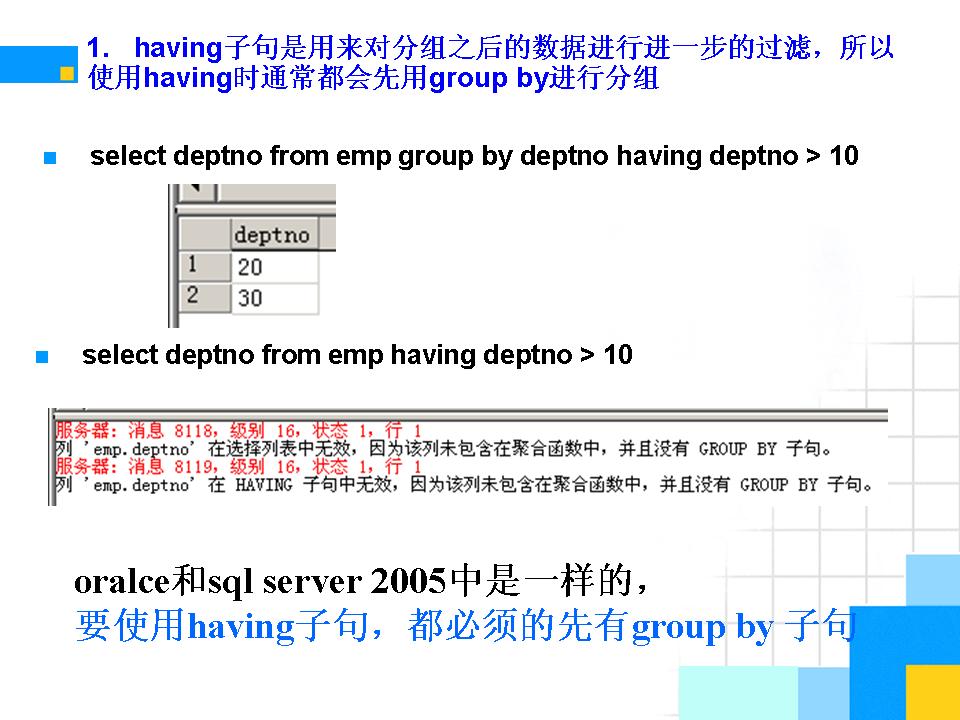 1. having子句是用来对分组之后的数据进行进一步的过滤，所以
使用having时通常都会先用group by进行分组
select deptno from emp group by deptno having deptno > 10
deptno
1 20
2 30
select deptno from emp having deptno > 10
服务器: 消息 8118，级别 16，状态 1，行 1
列 'emp.deptno' 在选择列表中无效，因为该列未包含在聚合函数中，并且没有 GROUP BY 子句。
服务器: 消息 8119，级别 16，状态 1，行 1
列 'emp.deptno' 在 HAVING 子句中无效，因为该列未包含在聚合函数中，并且没有 GROUP BY 子句。
oralce和sql server 2005中是一样的，
要使用having子句，都必须的先有group by 子句